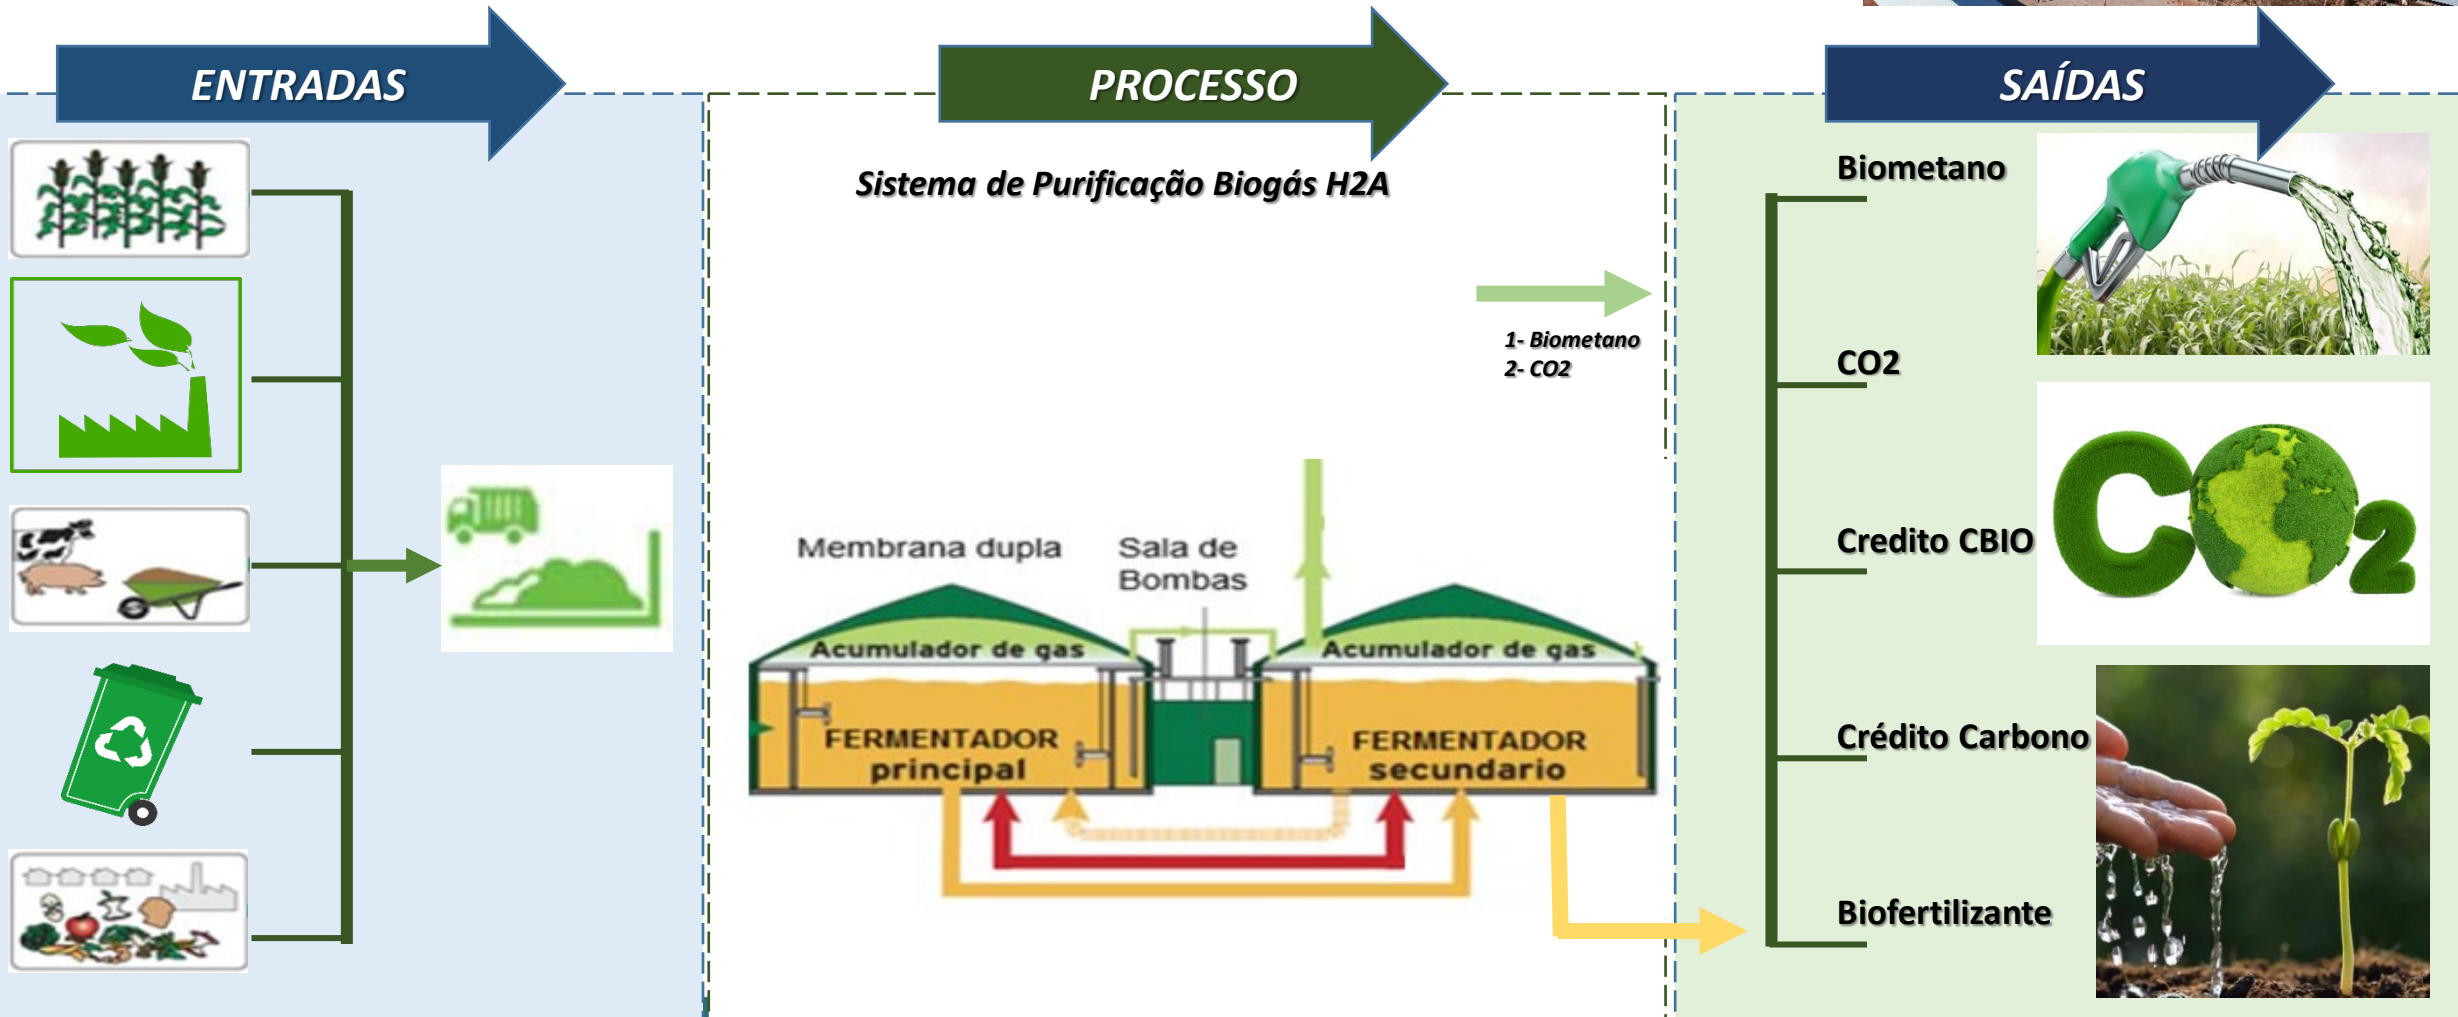 ENTRADAS
PROCESSO
SAÍDAS
Sistema de Purificação Biogás H2A
1- Biometano
2- CO2
Membrana dupla
Sala de
Bombas
Acumulador de gas
Acumulador de gas
FERMENTADOR
principal
FERMENTADOR
secundario
Biometano
CO2
Credito CBIO
Crédito Carbono
Biofertilizante
CO2